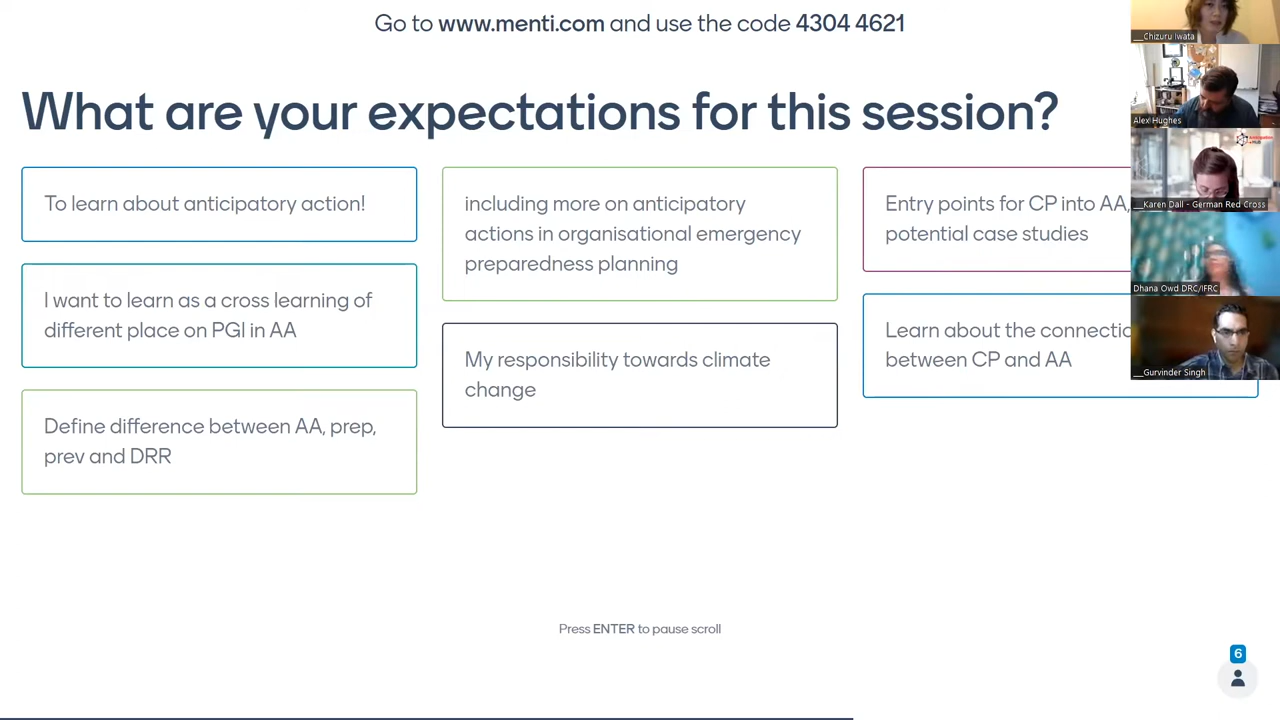 Go to www.menti.com and use the code 4304 4621
What are your expectations for this session?
To learn about anticipatory action!
I want to learn as a cross learning of
different place on PGI in AA
Define difference between AA, prep,
prev and DRR
including more on anticipatory
actions in organisational emergency
preparedness planning
My responsibility towards climate
change
Entry points for CP into AA,
potential case studies
Learn about the
between CP and AA
Press ENTER to pause scroll
6
__Chizuru Iwata
Alex Hughes
__Karen Dall - German Red Cross
Dhana Owd DRC/IFRC
__Gurvinder Singh